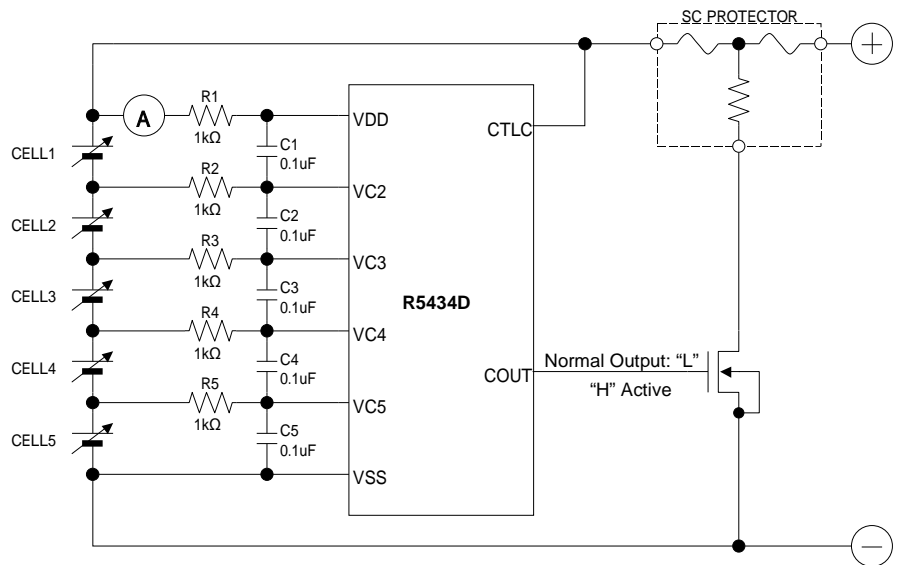 SC PROTECTOR
+
A
R1
1kΩ
VDD
CTLC
CELL1
C1
0.1uF
R2
1kΩ
VC2
CELL2
C2
0.1uF
R3
1kΩ
VC3
CELL3
C3
0.1uF
R5434D
R4
1kΩ
VC4
CELL4
C4
0.1uF
COUT
Normal Output: “L”
“H” Active
R5
1kΩ
VC5
CELL5
C5
0.1uF
VSS
—